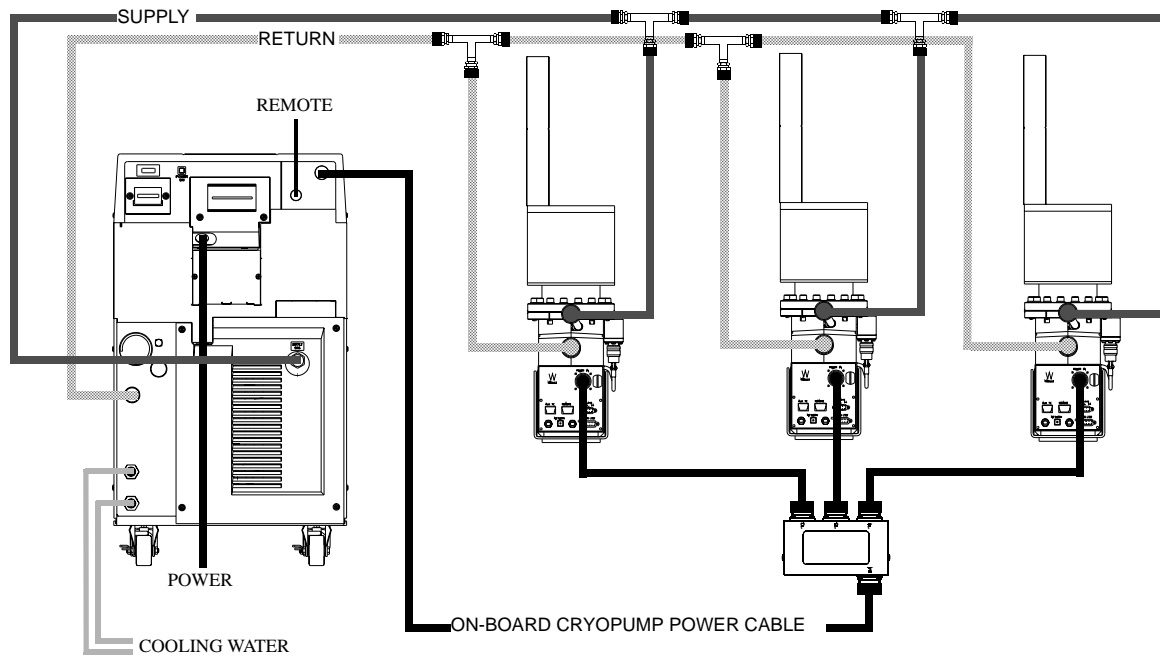 SUPPLY
RETURN
REMOTE
POWER
ON-BOARD CRYOPUMP POWER CABLE
COOLING WATER